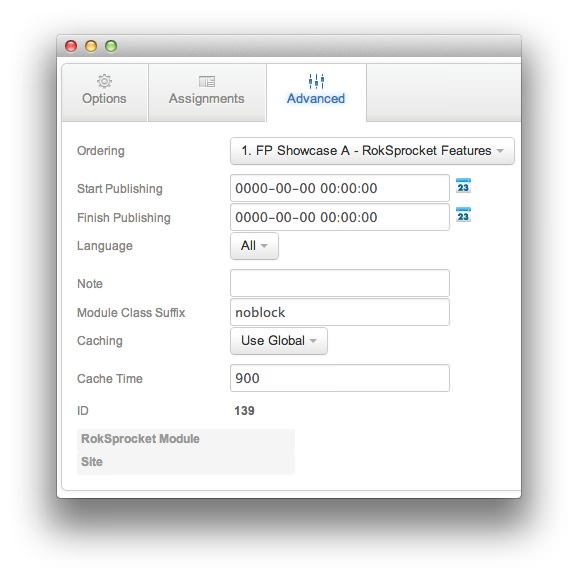 Options Assignments Advanced
Ordering 1. FP Showcase A - RokSprocket Features
Start Publishing 0000-00-00 00:00:00 23
Finish Publishing 0000-00-00 00:00:00 23
Language All
Note
Module Class Suffix noblock
Caching Use Global
Cache Time 900
ID 139
RokSprocket Module
Site